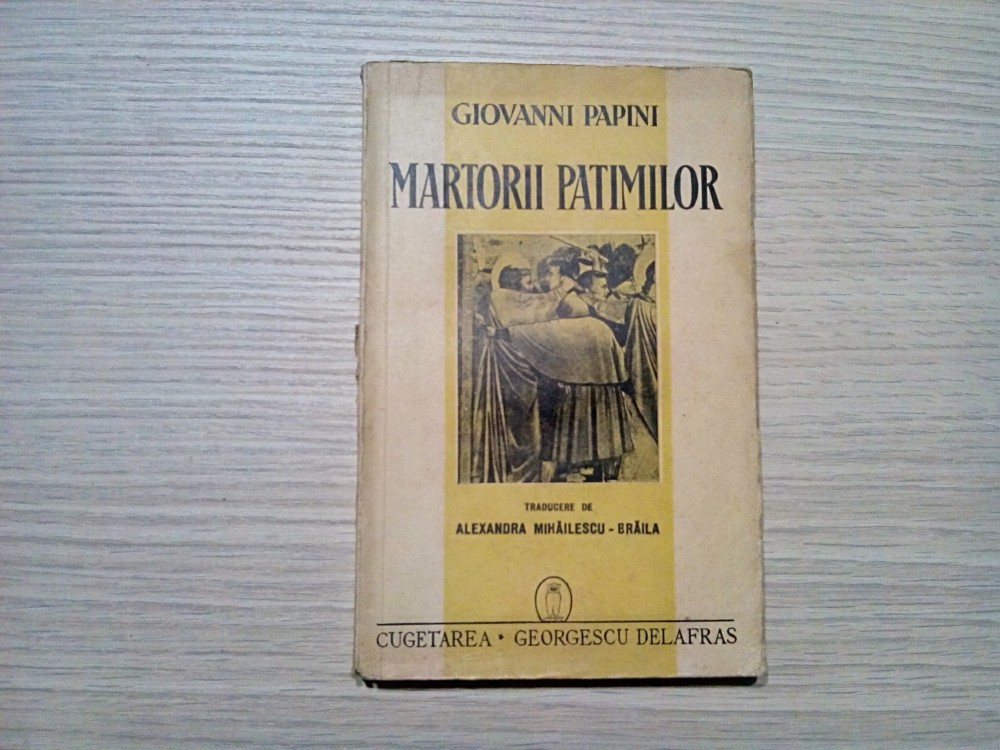 GIOVANNI PAPINI
MARTORII PATIMILOR
TRADUCERE DE
ALEXANDRA MIHĂILESCU - BRĂILA
CUGETAREA * GEORGESCU DELAFRAS